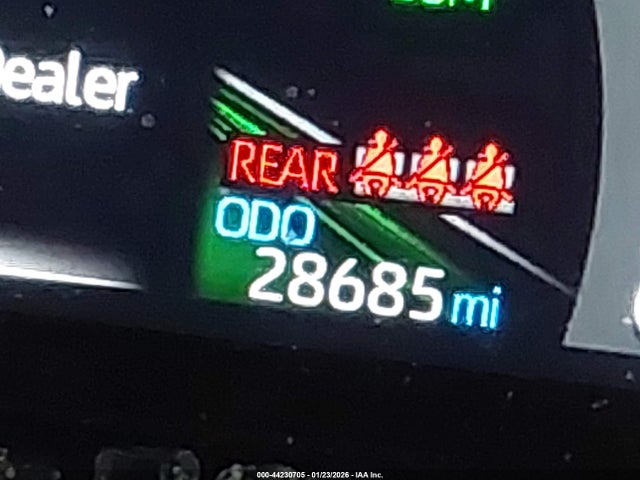 Dealer
REAR
ODO
28685 mi
000-44230705 - 01/23/2026 - IAA Inc.